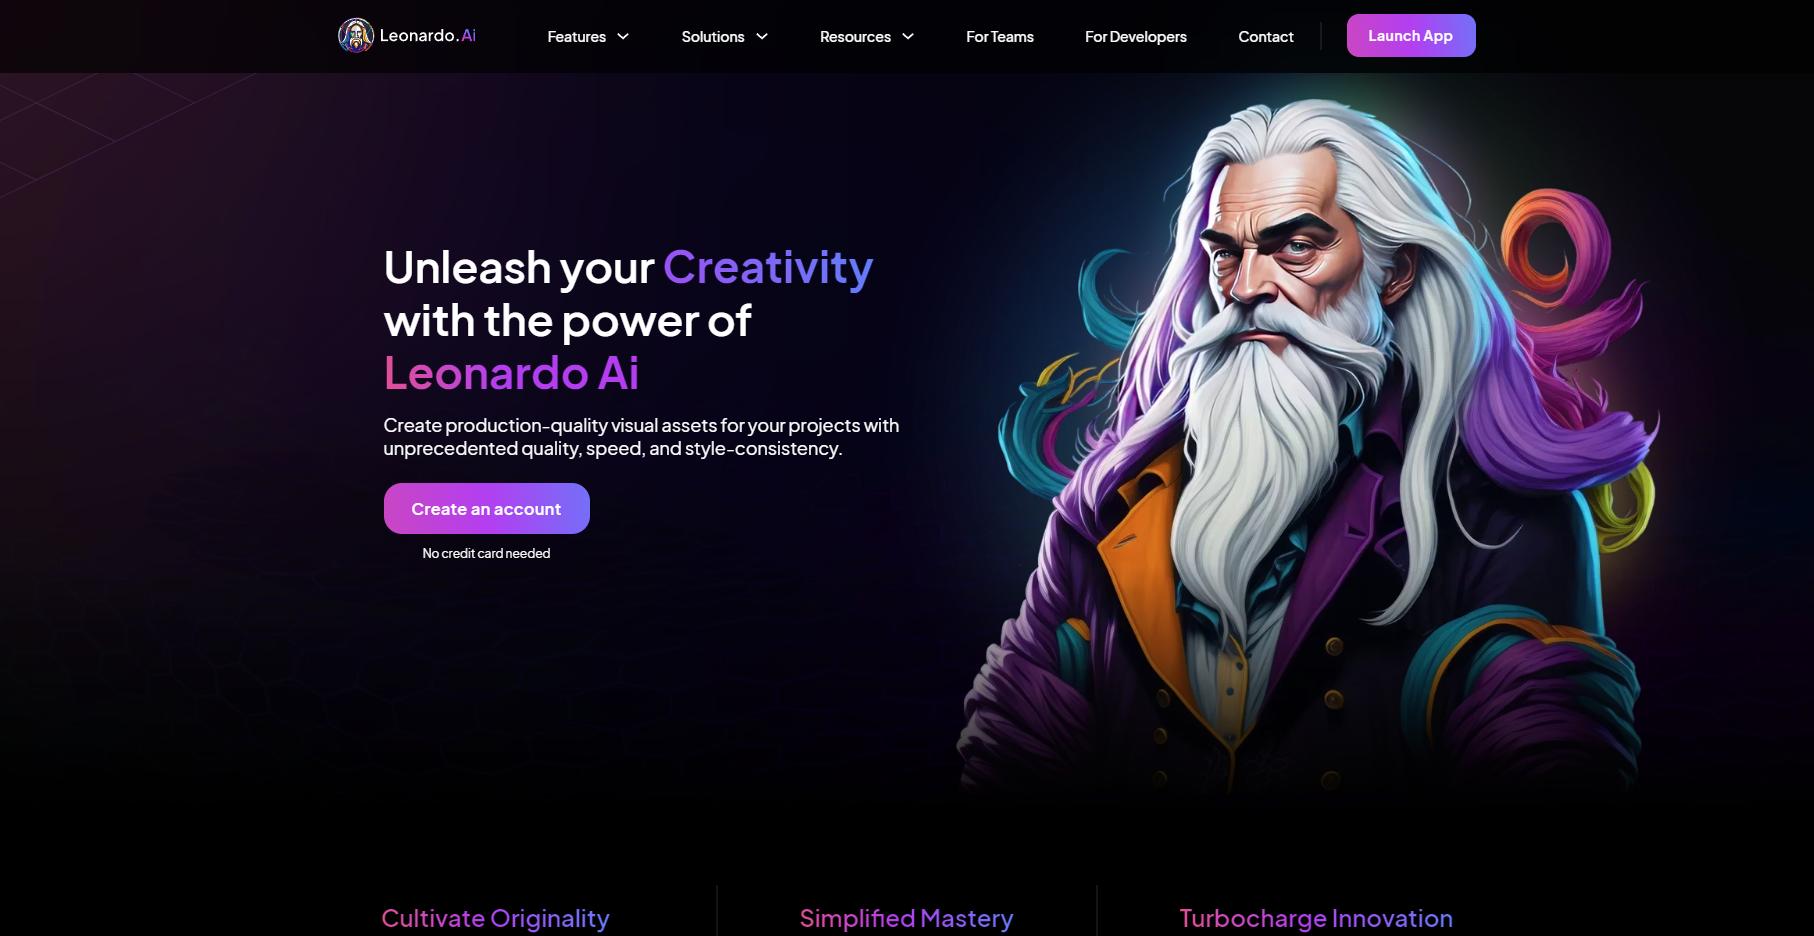 Leonardo.Ai
Features
Solutions
Resources
For Teams
For Developers
Contact
Launch App
Unleash your Creativity
with the power of
Leonardo Ai
Create production-quality visual assets for your projects with
unprecedented quality, speed, and style-consistency.
Create an account
No credit card needed
Cultivate Originality
Simplified Mastery
Turbocharge Innovation